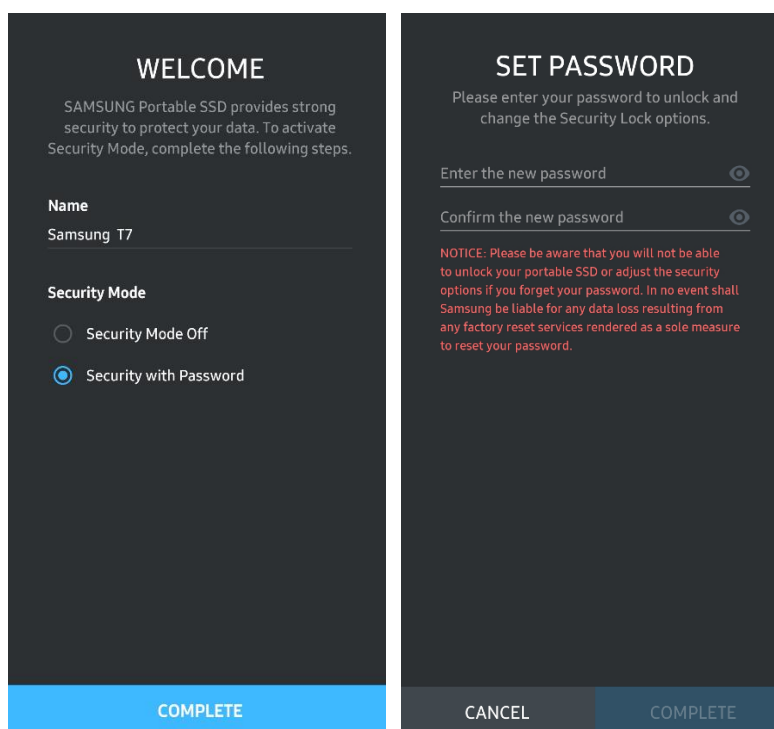 WELCOME
SAMSUNG Portable SSD provides strong
security to protect your data. To activate
Security Mode, complete the following steps.
Name
Samsung T7
Security Mode
Security Mode Off
Security with Password
COMPLETE
SET PASSWORD
Please enter your password to unlock and
change the Security Lock options.
Enter the new password
Confirm the new password
NOTICE: Please be aware that you will not be able
to unlock your portable SSD or adjust the security
options if you forget your password. In no event shall
Samsung be liable for any data loss resulting from
any factory reset services rendered as a sole measure
to reset your password.
CANCEL
COMPLETE